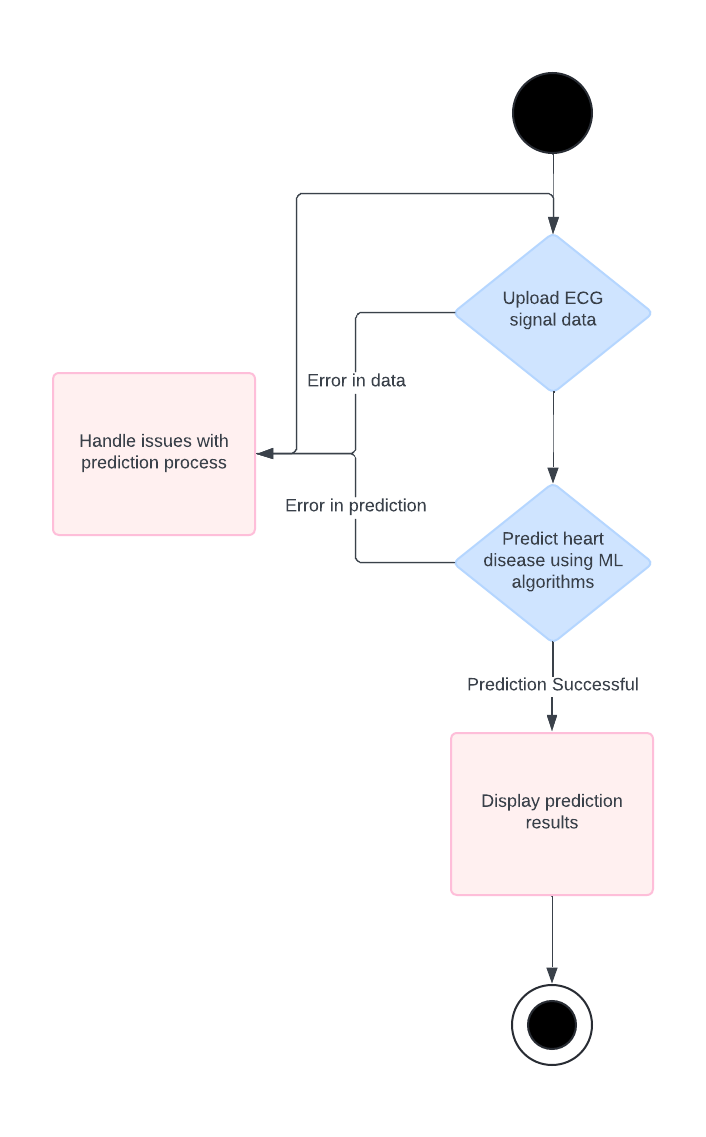 Upload ECG
signal data
Error in data
Handle issues with
prediction process
Error in prediction
Predict heart
disease using ML
algorithms
Prediction Successful
Display prediction
results